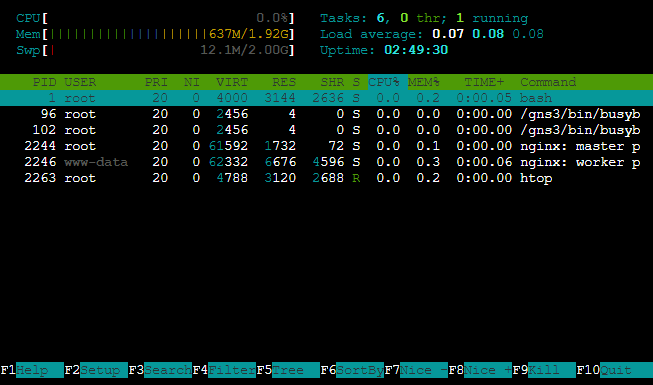 CPU[ 0.0%] Tasks: 6, 0 thr; 1 running
Mem[||||||||||||||||||||637M/1.92G] Load average: 0.07 0.08 0.08
Swp[| 12.1M/2.00G] Uptime: 02:49:30
PID USER PRI NI VIRT RES SHR S CPU% MEM% TIME+ Command
1 root 20 0 4000 3144 2636 S 0.0 0.2 0:00.05 bash
96 root 20 0 2456 4 0 S 0.0 0.0 0:00.00 /gns3/bin/busyb
102 root 20 0 2456 4 0 S 0.0 0.0 0:00.00 /gns3/bin/busyb
2244 root 20 0 61592 1732 72 S 0.0 0.1 0:00.00 nginx: master p
2246 www-data 20 0 62332 6676 4596 S 0.0 0.3 0:00.06 nginx: worker p
2263 root 20 0 4788 3120 2688 R 0.0 0.2 0:00.00 htop
F1Help F2Setup F3SearchF4FilterF5Tree F6SortByF7Nice -F8Nice +F9Kill F10Quit